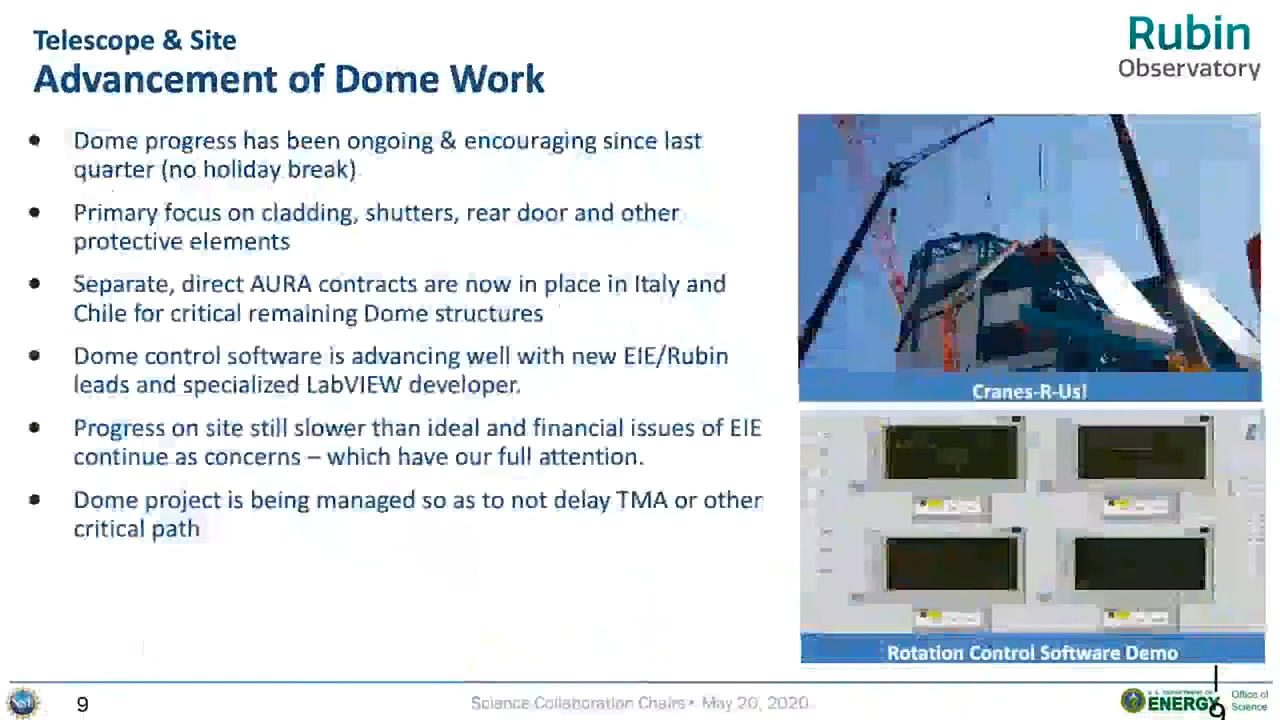 Telescope & Site
Advancement of Dome Work
Rubin
Observatory
• Dome progress has been ongoing & encouraging since last
quarter (no holiday break)
• Primary focus on cladding, shutters, rear door and other
protective elements
• Separate, direct AURA contracts are now in place in Italy and
Chile for critical remaining Dome structures
• Dome control software is advancing well with new EIE/Rubin
leads and specialized LabVIEW developer.
• Progress on site still slower than ideal and financial issues of EIE
continue as concerns – which have our full attention.
• Dome project is being managed so as to not delay TMA or other
critical path
Cranes-R-Us!
Rotation Control Software Demo
9
Science Collaboration Chairs • May 20, 2020
U.S. DEPARTMENT OF
ENERGY
Office of
Science
9